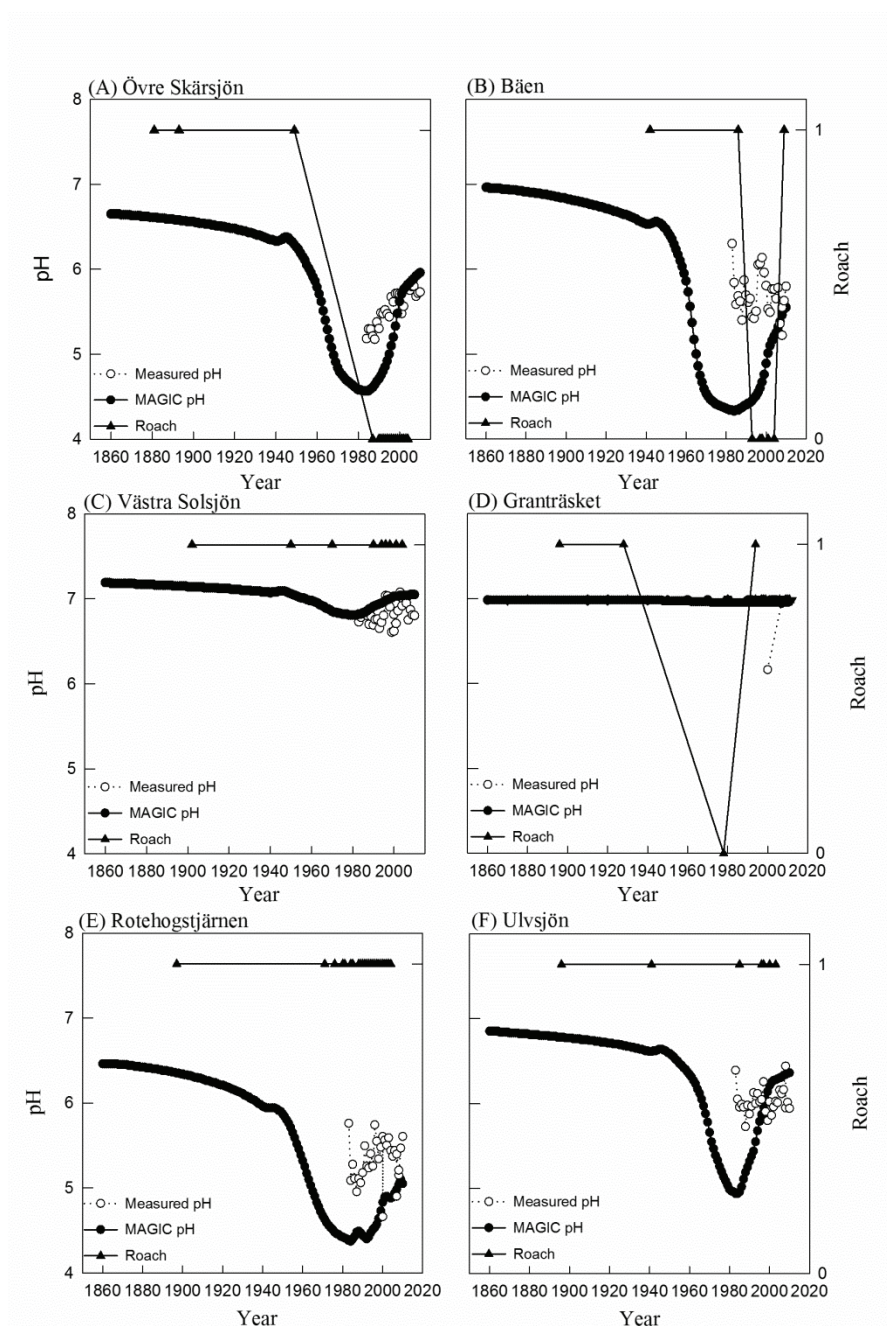 (A) Övre Skärsjön
(B) Bäen
8
7
6
5
4
pH
Measured pH
MAGIC pH
Roach
1860 1880 1900 1920 1940 1960 1980 2000
Year
Measured pH
MAGIC pH
Roach
1860 1880 1900 1920 1940 1960 1980 2000 2020
Year
1
0
Roach
(C) Västra Solsjön
(D) Granträsket
8
7
6
5
4
pH
Measured pH
MAGIC pH
Roach
1860 1880 1900 1920 1940 1960 1980 2000
Year
Measured pH
MAGIC pH
Roach
1860 1880 1900 1920 1940 1960 1980 2000 2020
Year
1
0
Roach
(E) Rotehogstjärnen
(F) Ulvsjön
8
7
6
5
4
pH
Measured pH
MAGIC pH
Roach
1860 1880 1900 1920 1940 1960 1980 2000 2020
Year
Measured pH
MAGIC pH
Roach
1860 1880 1900 1920 1940 1960 1980 2000 2020
Year
1
0
Roach